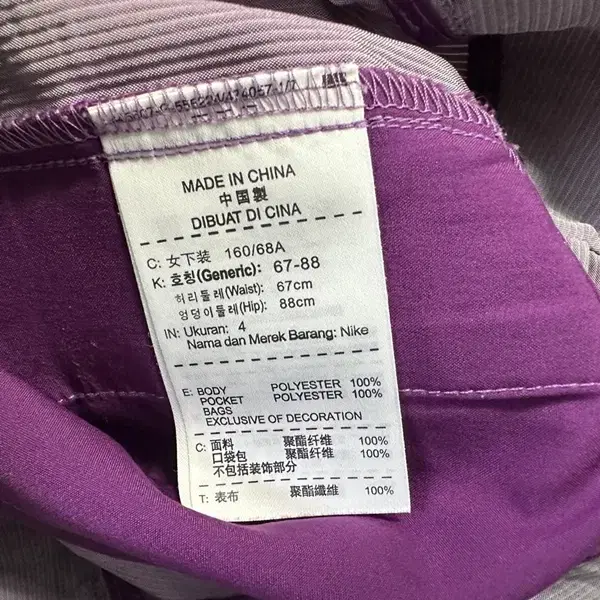 MADE IN CHINA
中国製
DIBUAT DI CINA
C: 女下装 160/68A
K: 호칭(Generic): 67-88
허리둘레(Waist): 67cm
엉덩이둘레(Hip): 88cm
IN: Ukuran: 4
Nama dan Merek Barang: Nike
E: BODY POLYESTER 100%
POCKET POLYESTER 100%
BAGS
EXCLUSIVE OF DECORATION
C: 面料 聚酯纤维 100%
口袋包 聚酯纤维 100%
不包括装饰部分
T: 表布 聚酯纖維 100%